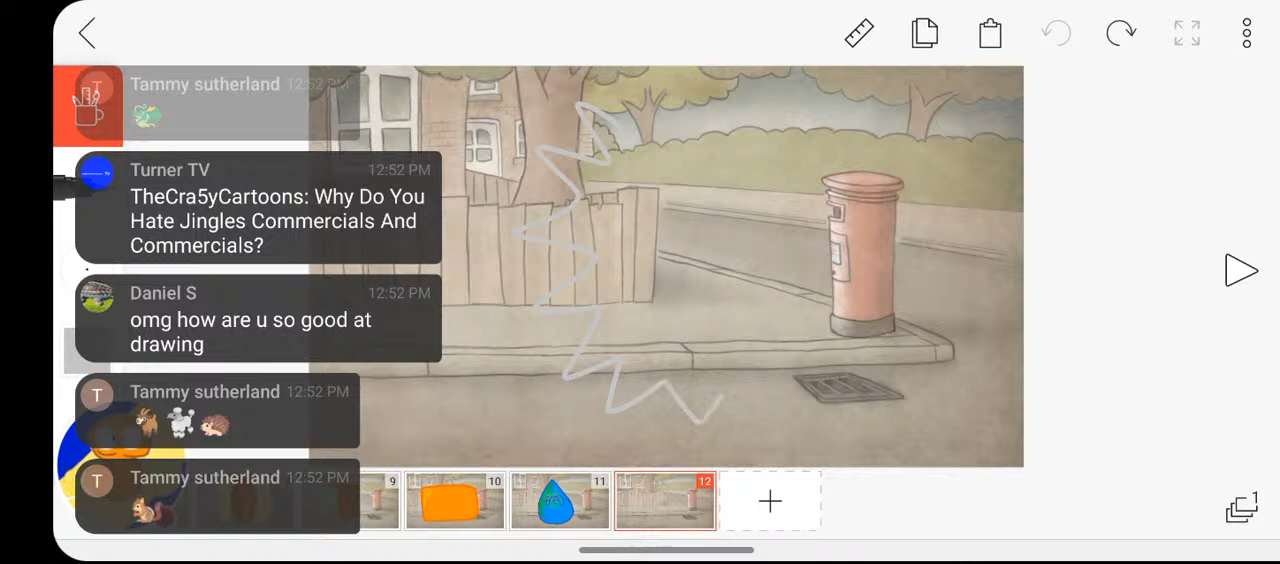 Tammy sutherland 12:52 PM
T
Turner TV 12:52 PM
TheCra5yCartoons: Why Do You
Hate Jingles Commercials And
Commercials?
Daniel S 12:52 PM
omg how are u so good at
drawing
T Tammy sutherland 12:52 PM
T Tammy sutherland 12:52 PM
9 10 11 12
1